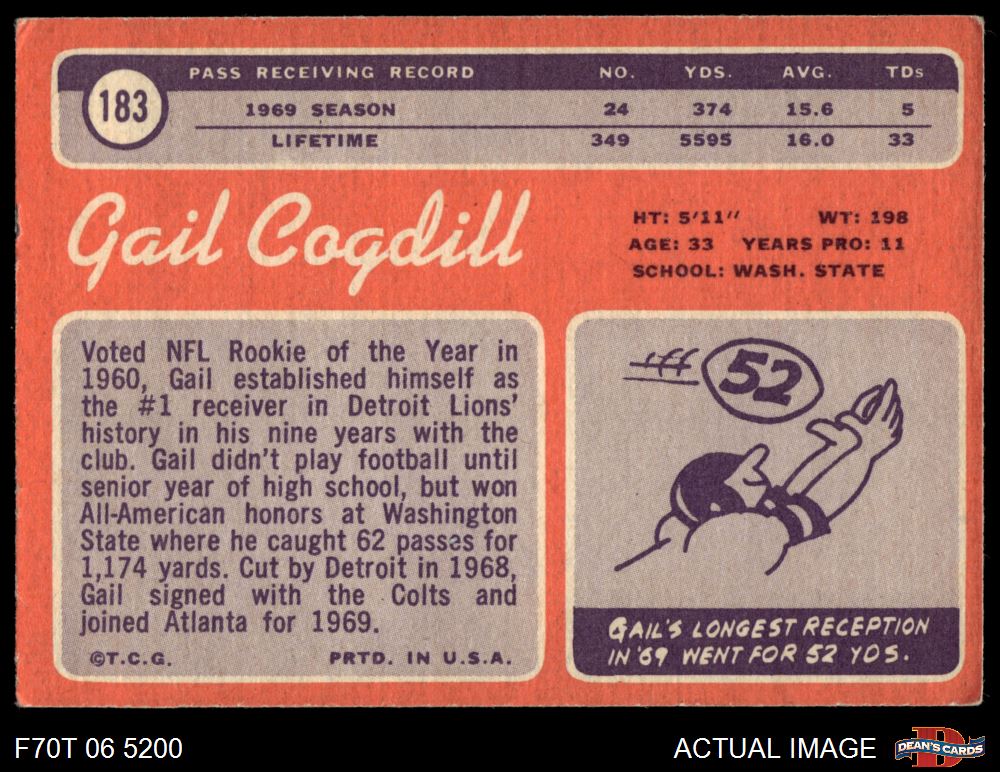 183
PASS RECEIVING RECORD NO. YDS. AVG. TDs
1969 SEASON 24 374 15.6 5
LIFETIME 349 5595 16.0 33
Gail Cogdill
HT: 5'11" WT: 198
AGE: 33 YEARS PRO: 11
SCHOOL: WASH. STATE
Voted NFL Rookie of the Year in
1960, Gail established himself as
the #1 receiver in Detroit Lions'
history in his nine years with the
club. Gail didn't play football until
senior year of high school, but won
All-American honors at Washington
State where he caught 62 passes for
1,174 yards. Cut by Detroit in 1968,
Gail signed with the Colts and
joined Atlanta for 1969.
©T.C.G. PRTD. IN U.S.A.
52
GAIL'S LONGEST RECEPTION
IN '69 WENT FOR 52 YDS.
F70T 06 5200
ACTUAL IMAGE
D
DEAN'S CARDS